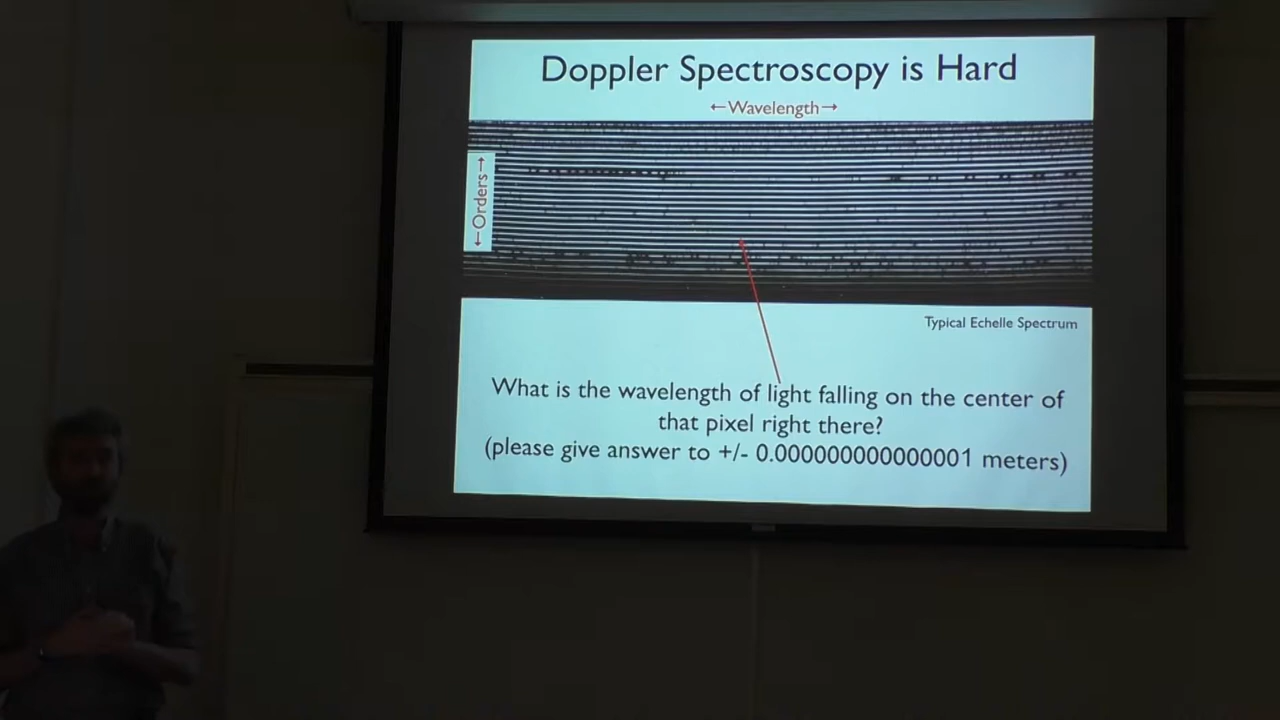 Doppler Spectroscopy is Hard
←Wavelength→
←Orders→
Typical Echelle Spectrum
What is the wavelength of light falling on the center of
that pixel right there?
(please give answer to +/- 0.000000000000001 meters)